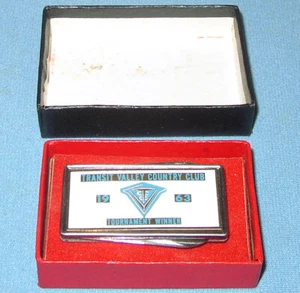 TRANSIT VALLEY COUNTRY CLUB
19 63
TOURNAMENT WINNER